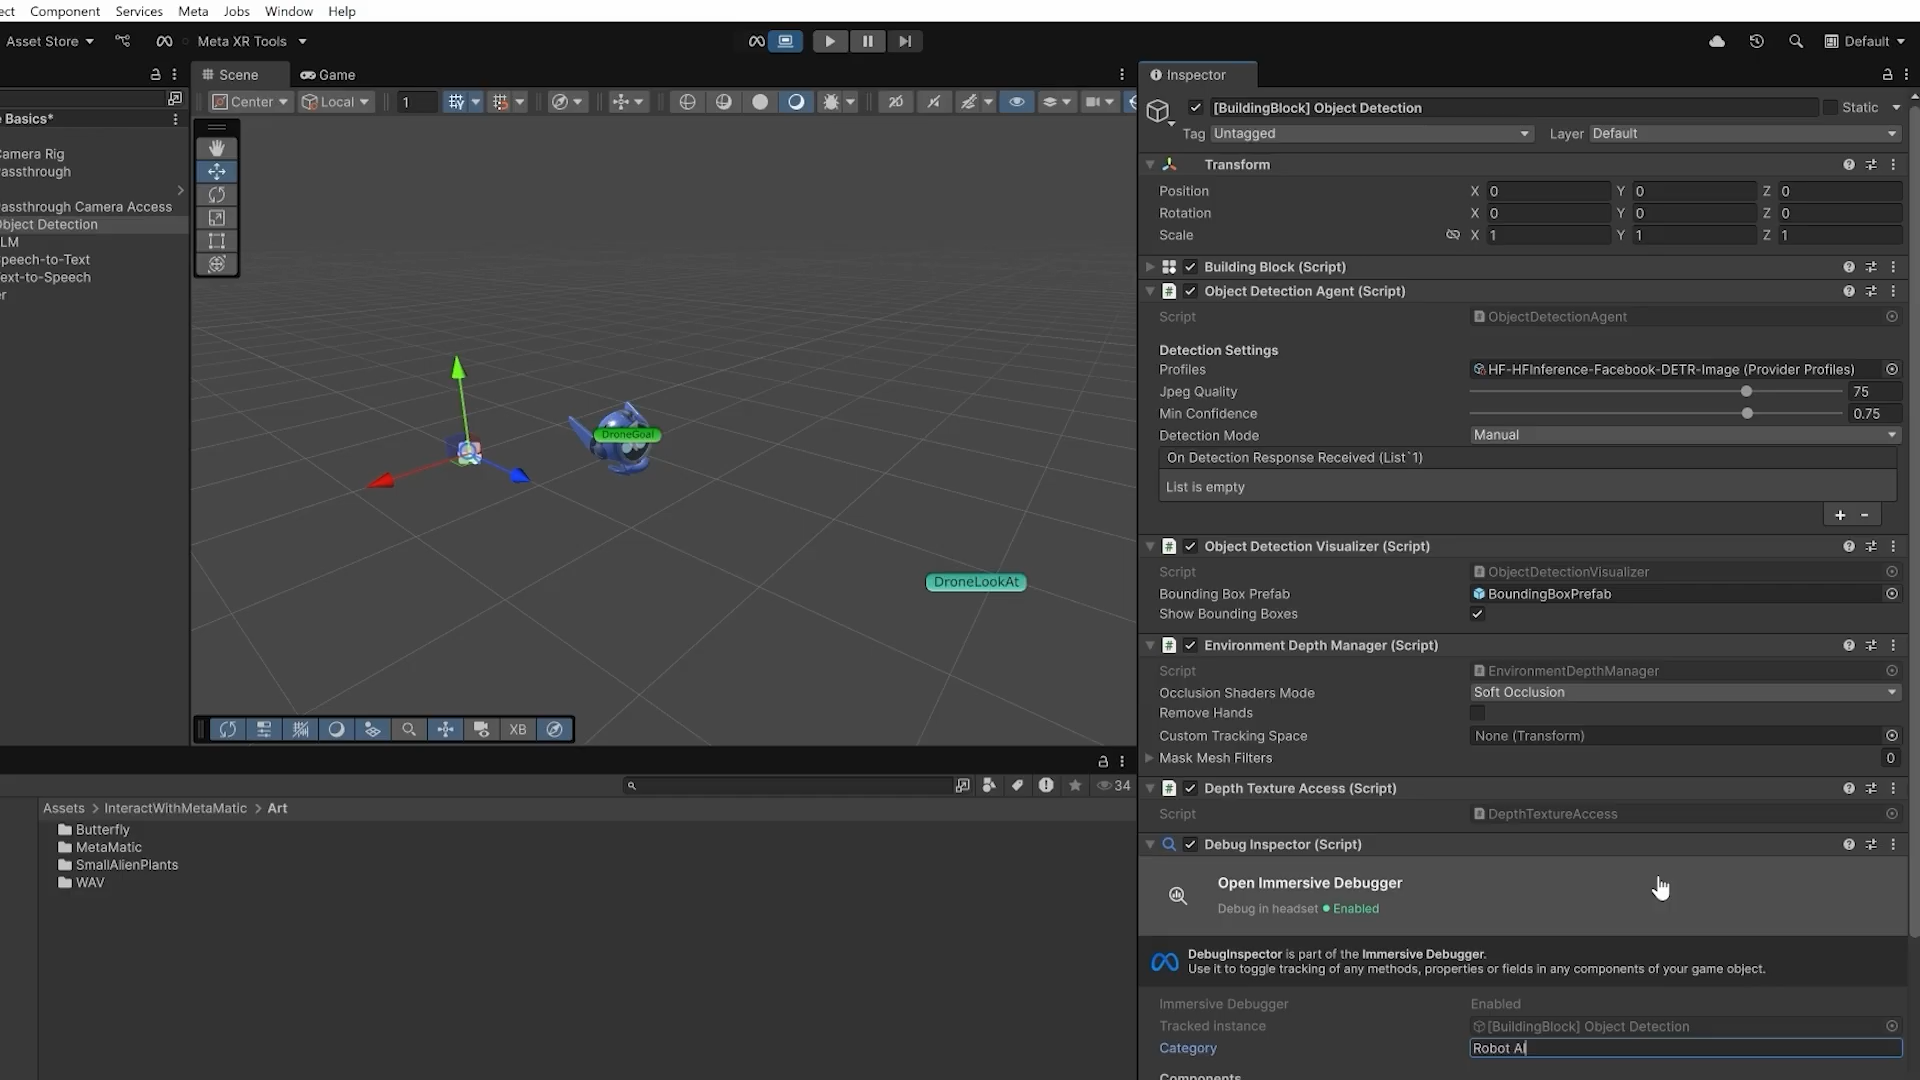 ect Component Services Meta Jobs Window Help
Asset Store Meta XR Tools Default
Scene Game
Inspector
Center Local 1
[BuildingBlock] Object Detection Static
Basics*
Tag Untagged Layer Default
amera Rig
assthrough
assthrough Camera Access
bject Detection
LM
peech-to-Text
ext-to-Speech
er
Transform
Position X 0 Y 0 Z 0
Rotation X 0 Y 0 Z 0
Scale X 1 Y 1 Z 1
Building Block (Script)
Object Detection Agent (Script)
Script ObjectDetectionAgent
Detection Settings
Profiles HF-HFInference-Facebook-DETR-Image (Provider Profiles)
Jpeg Quality 75
Min Confidence 0.75
Detection Mode Manual
On Detection Response Received (List`1)
List is empty
+ -
DroneGoal
DroneLookAt
Object Detection Visualizer (Script)
Script ObjectDetectionVisualizer
Bounding Box Prefab BoundingBoxPrefab
Show Bounding Boxes
Environment Depth Manager (Script)
Script EnvironmentDepthManager
Occlusion Shaders Mode Soft Occlusion
Remove Hands
Custom Tracking Space None (Transform)
Mask Mesh Filters 0
XB
34
Assets > InteractWithMetaMatic > Art
Butterfly
MetaMatic
SmallAlienPlants
WAV
Depth Texture Access (Script)
Script DepthTextureAccess
Debug Inspector (Script)
Open Immersive Debugger
Debug in headset Enabled
DebugInspector is part of the Immersive Debugger.
Use it to toggle tracking of any methods, properties or fields in any components of your game object.
Immersive Debugger Enabled
Tracked instance [BuildingBlock] Object Detection
Category Robot AI
Components